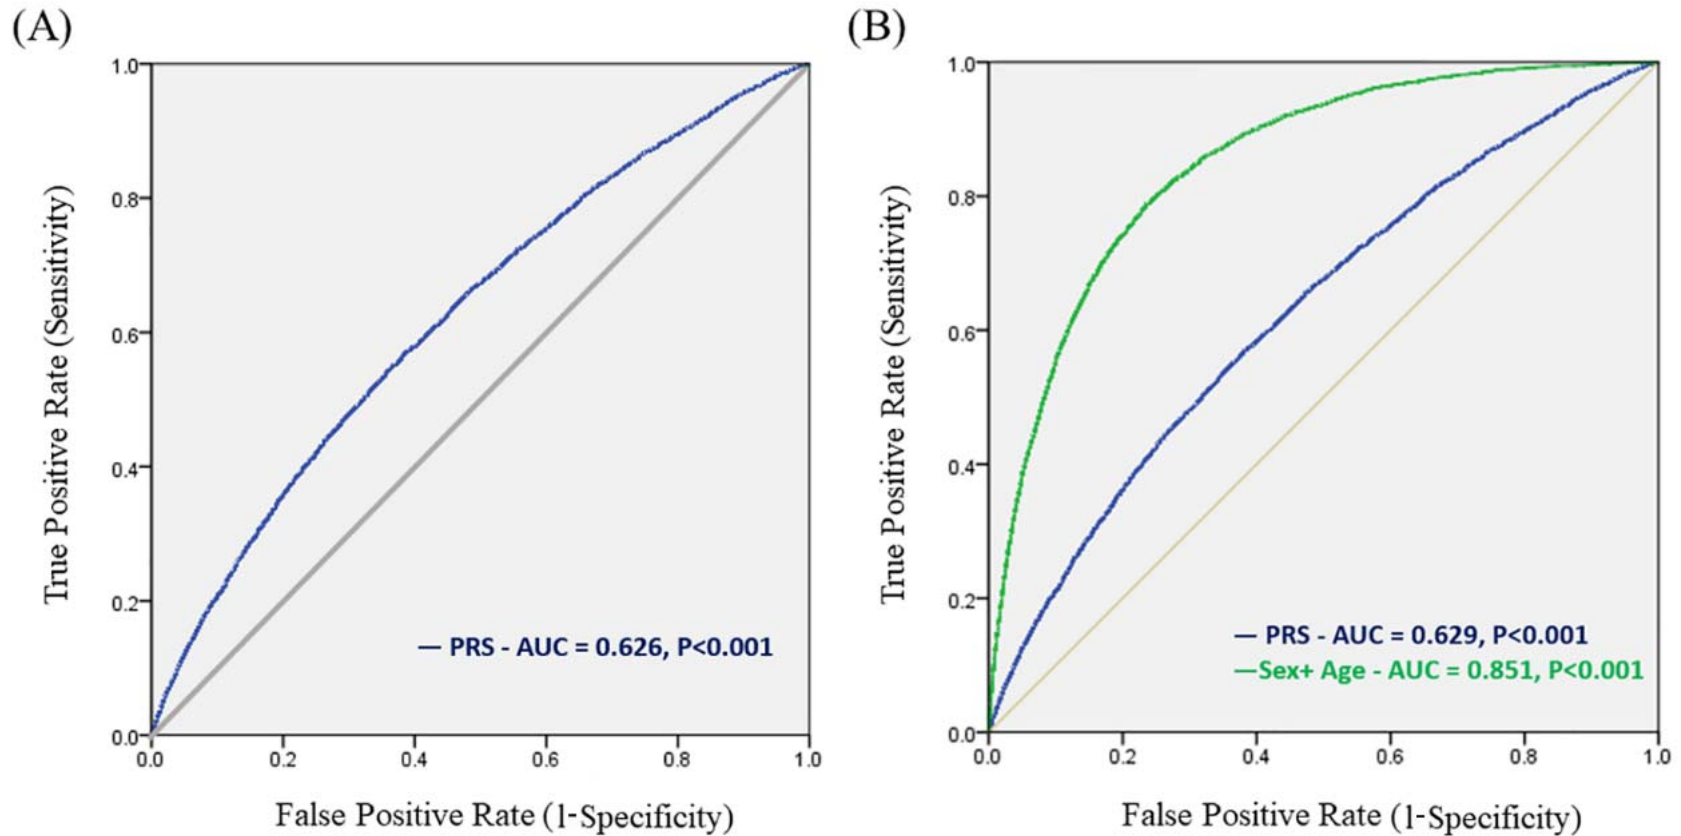 (A)
True Positive Rate (Sensitivity)
1.0
0.8
0.6
0.4
0.2
0.0
0.0 0.2 0.4 0.6 0.8 1.0
— PRS - AUC = 0.626, P<0.001
False Positive Rate (1-Specificity)
(B)
True Positive Rate (Sensitivity)
1.0
0.8
0.6
0.4
0.2
0.0
0.0 0.2 0.4 0.6 0.8 1.0
— PRS - AUC = 0.629, P<0.001
—Sex+ Age - AUC = 0.851, P<0.001
False Positive Rate (1-Specificity)